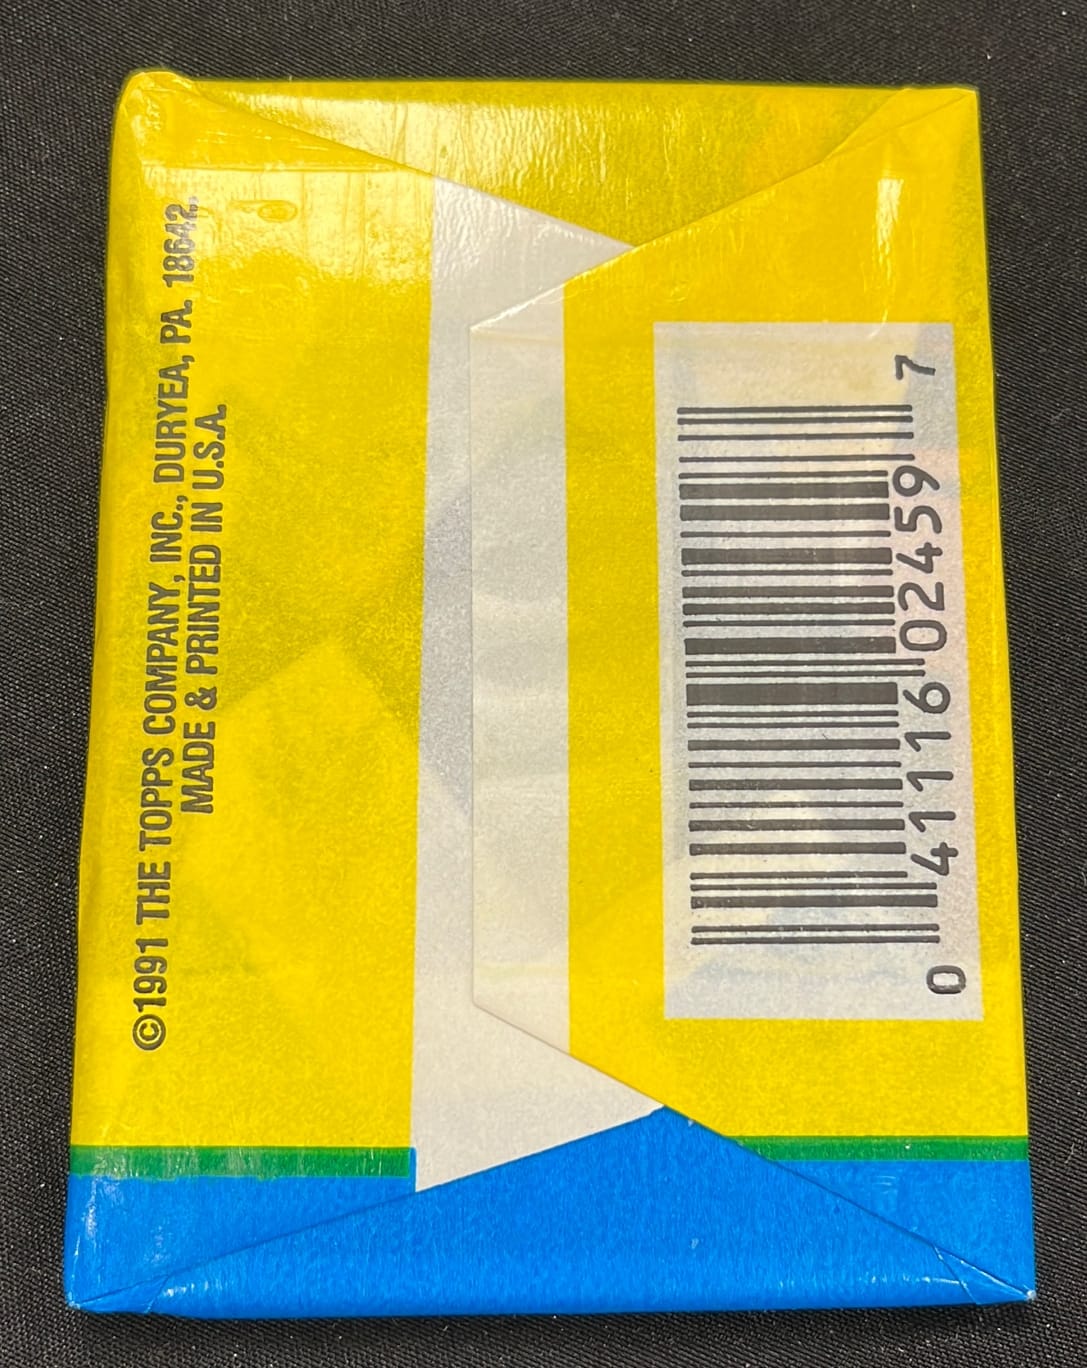 ©1991 THE TOPPS COMPANY, INC., DURYEA, PA. 18642.
MADE & PRINTED IN U.S.A.
0 41116 02459 7